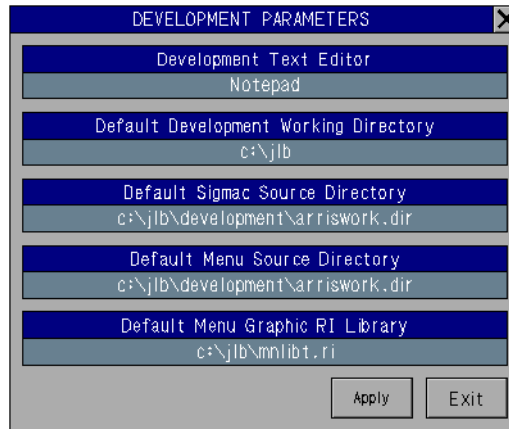 DEVELOPMENT PARAMETERS
Development Text Editor
Notepad
Default Development Working Directory
c:\jlb
Default Sigmac Source Directory
c:\jlb\development\arriswork.dir
Default Menu Source Directory
c:\jlb\development\arriswork.dir
Default Menu Graphic RI Library
c:\jlb\mnlibt.ri
Apply Exit